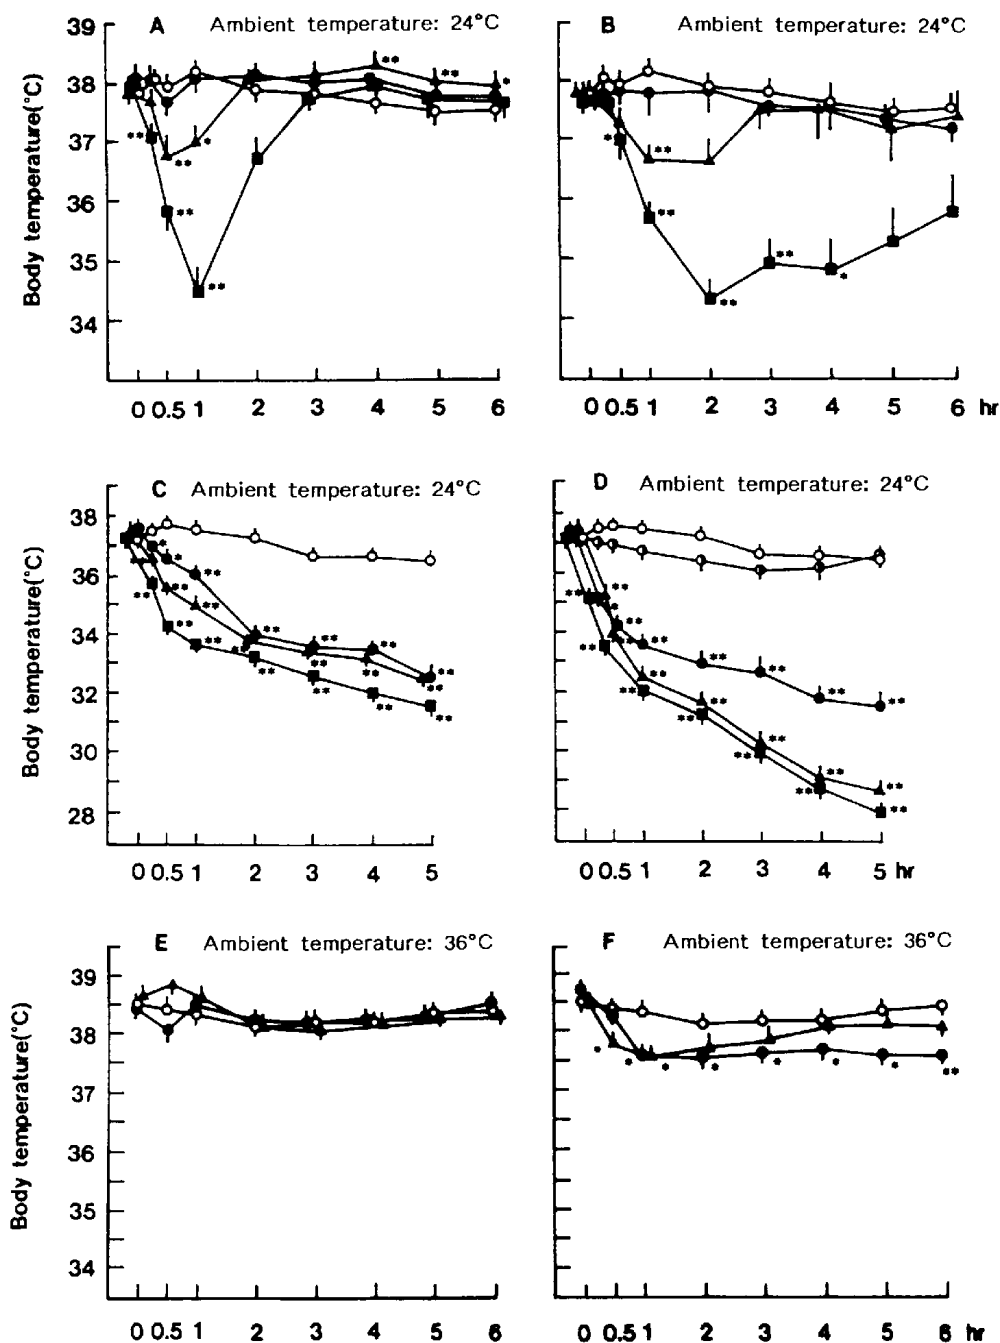 A Ambient temperature: 24°C
B Ambient temperature: 24°C
Body temperature(°C)
39
38
37
36
35
34
** ** *
** *
**
**
**
0 0.5 1 2 3 4 5 6
*
**
**
**
**
*
0 0.5 1 2 3 4 5 6 hr
C Ambient temperature: 24°C
D Ambient temperature: 24°C
Body temperature(°C)
38
36
34
32
30
28
0 0.5 1 2 3 4 5
0 0.5 1 2 3 4 5 hr
E Ambient temperature: 36°C
F Ambient temperature: 36°C
Body temperature(°C)
39
38
37
36
35
34
0 0.5 1 2 3 4 5 6
* * * * * * * **
0 0.5 1 2 3 4 5 6 hr